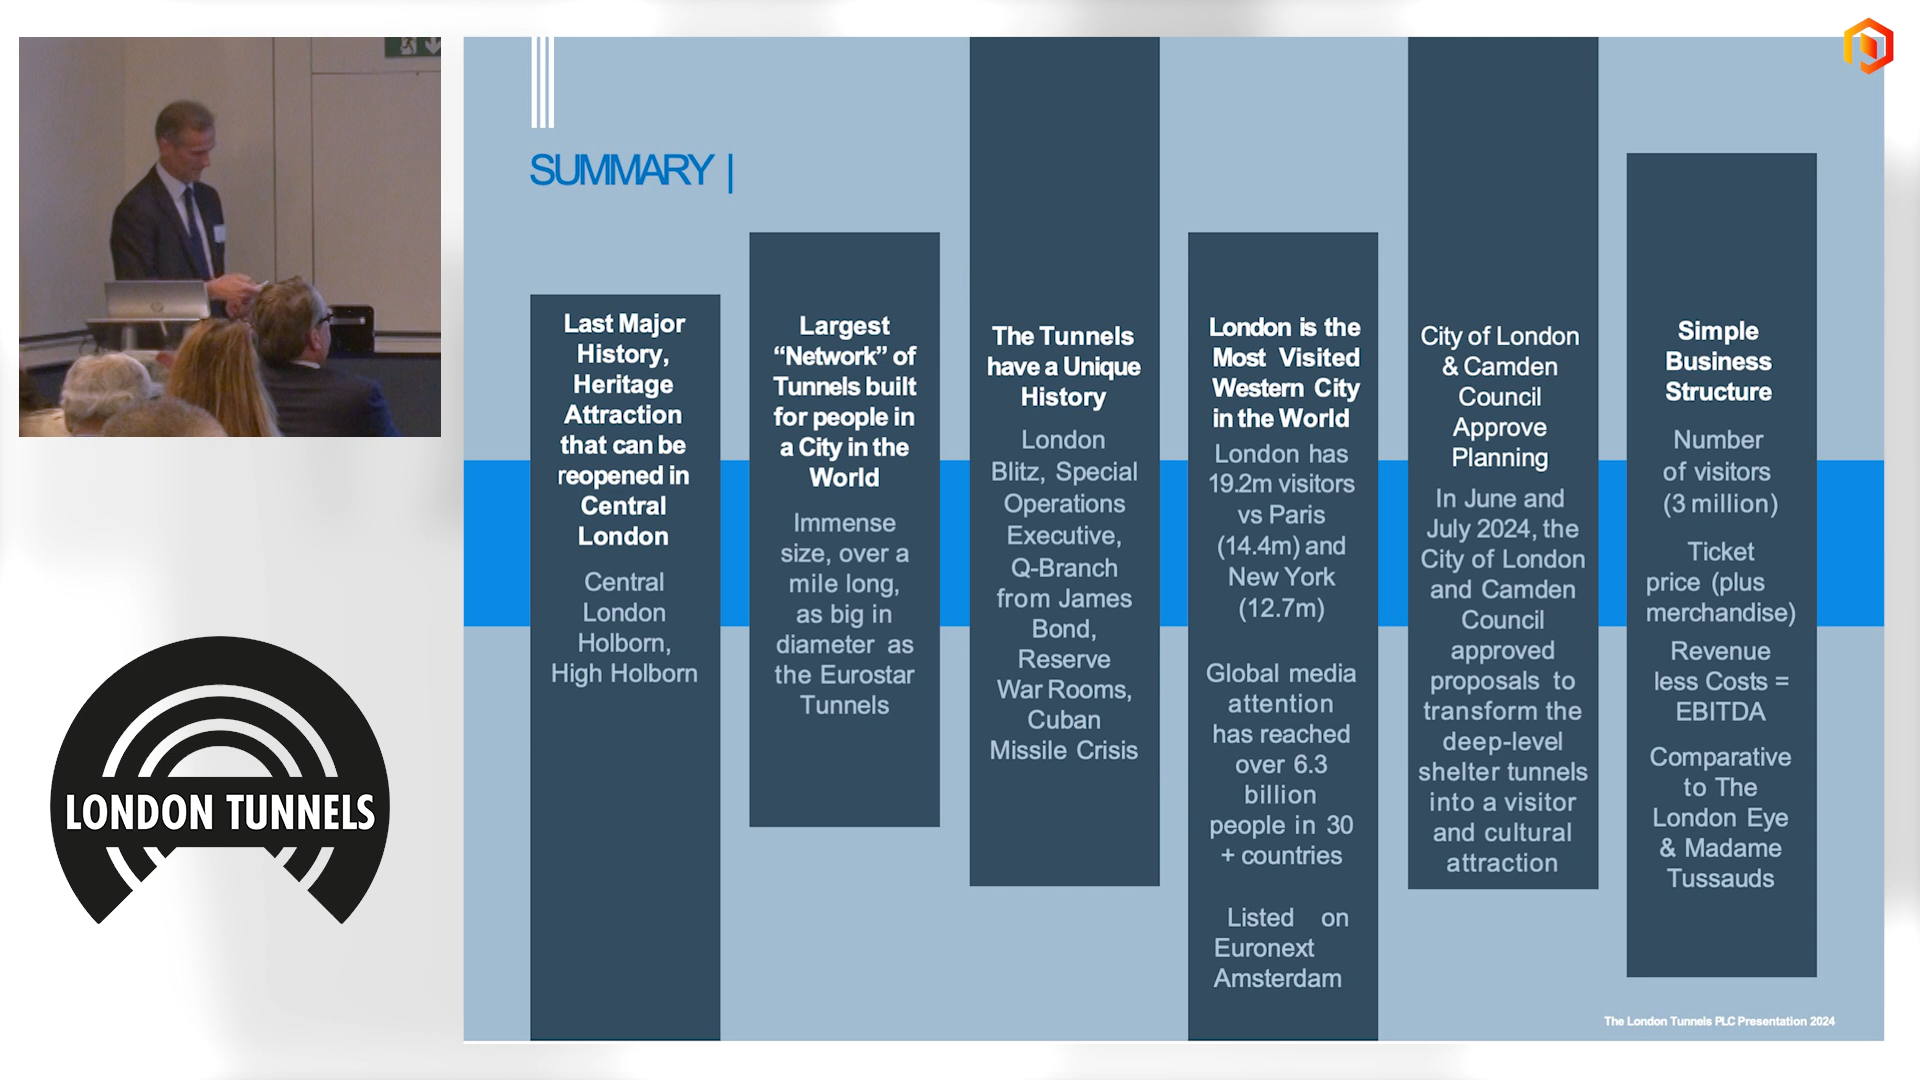 SUMMARY |
Last Major
History,
Heritage
Attraction
that can be
reopened in
Central
London
Central
London
Holborn,
High Holborn
Largest
“Network” of
Tunnels built
for people in
a City in the
World
Immense
size, over a
mile long,
as big in
diameter as
the Eurostar
Tunnels
The Tunnels
have a Unique
History
London
Blitz, Special
Operations
Executive,
Q-Branch
from James
Bond,
Reserve
War Rooms,
Cuban
Missile Crisis
London is the
Most Visited
Western City
in the World
London has
19.2m visitors
vs Paris
(14.4m) and
New York
(12.7m)
Global media
attention
has reached
over 6.3
billion
people in 30
+ countries
Listed on
Euronext
Amsterdam
City of London
& Camden
Council
Approve
Planning
In June and
July 2024, the
City of London
and Camden
Council
approved
proposals to
transform the
deep-level
shelter tunnels
into a visitor
and cultural
attraction
Simple
Business
Structure
Number
of visitors
(3 million)
Ticket
price (plus
merchandise)
Revenue
less Costs =
EBITDA
Comparative
to The
London Eye
& Madame
Tussauds
The London Tunnels PLC Presentation 2024
LONDON TUNNELS